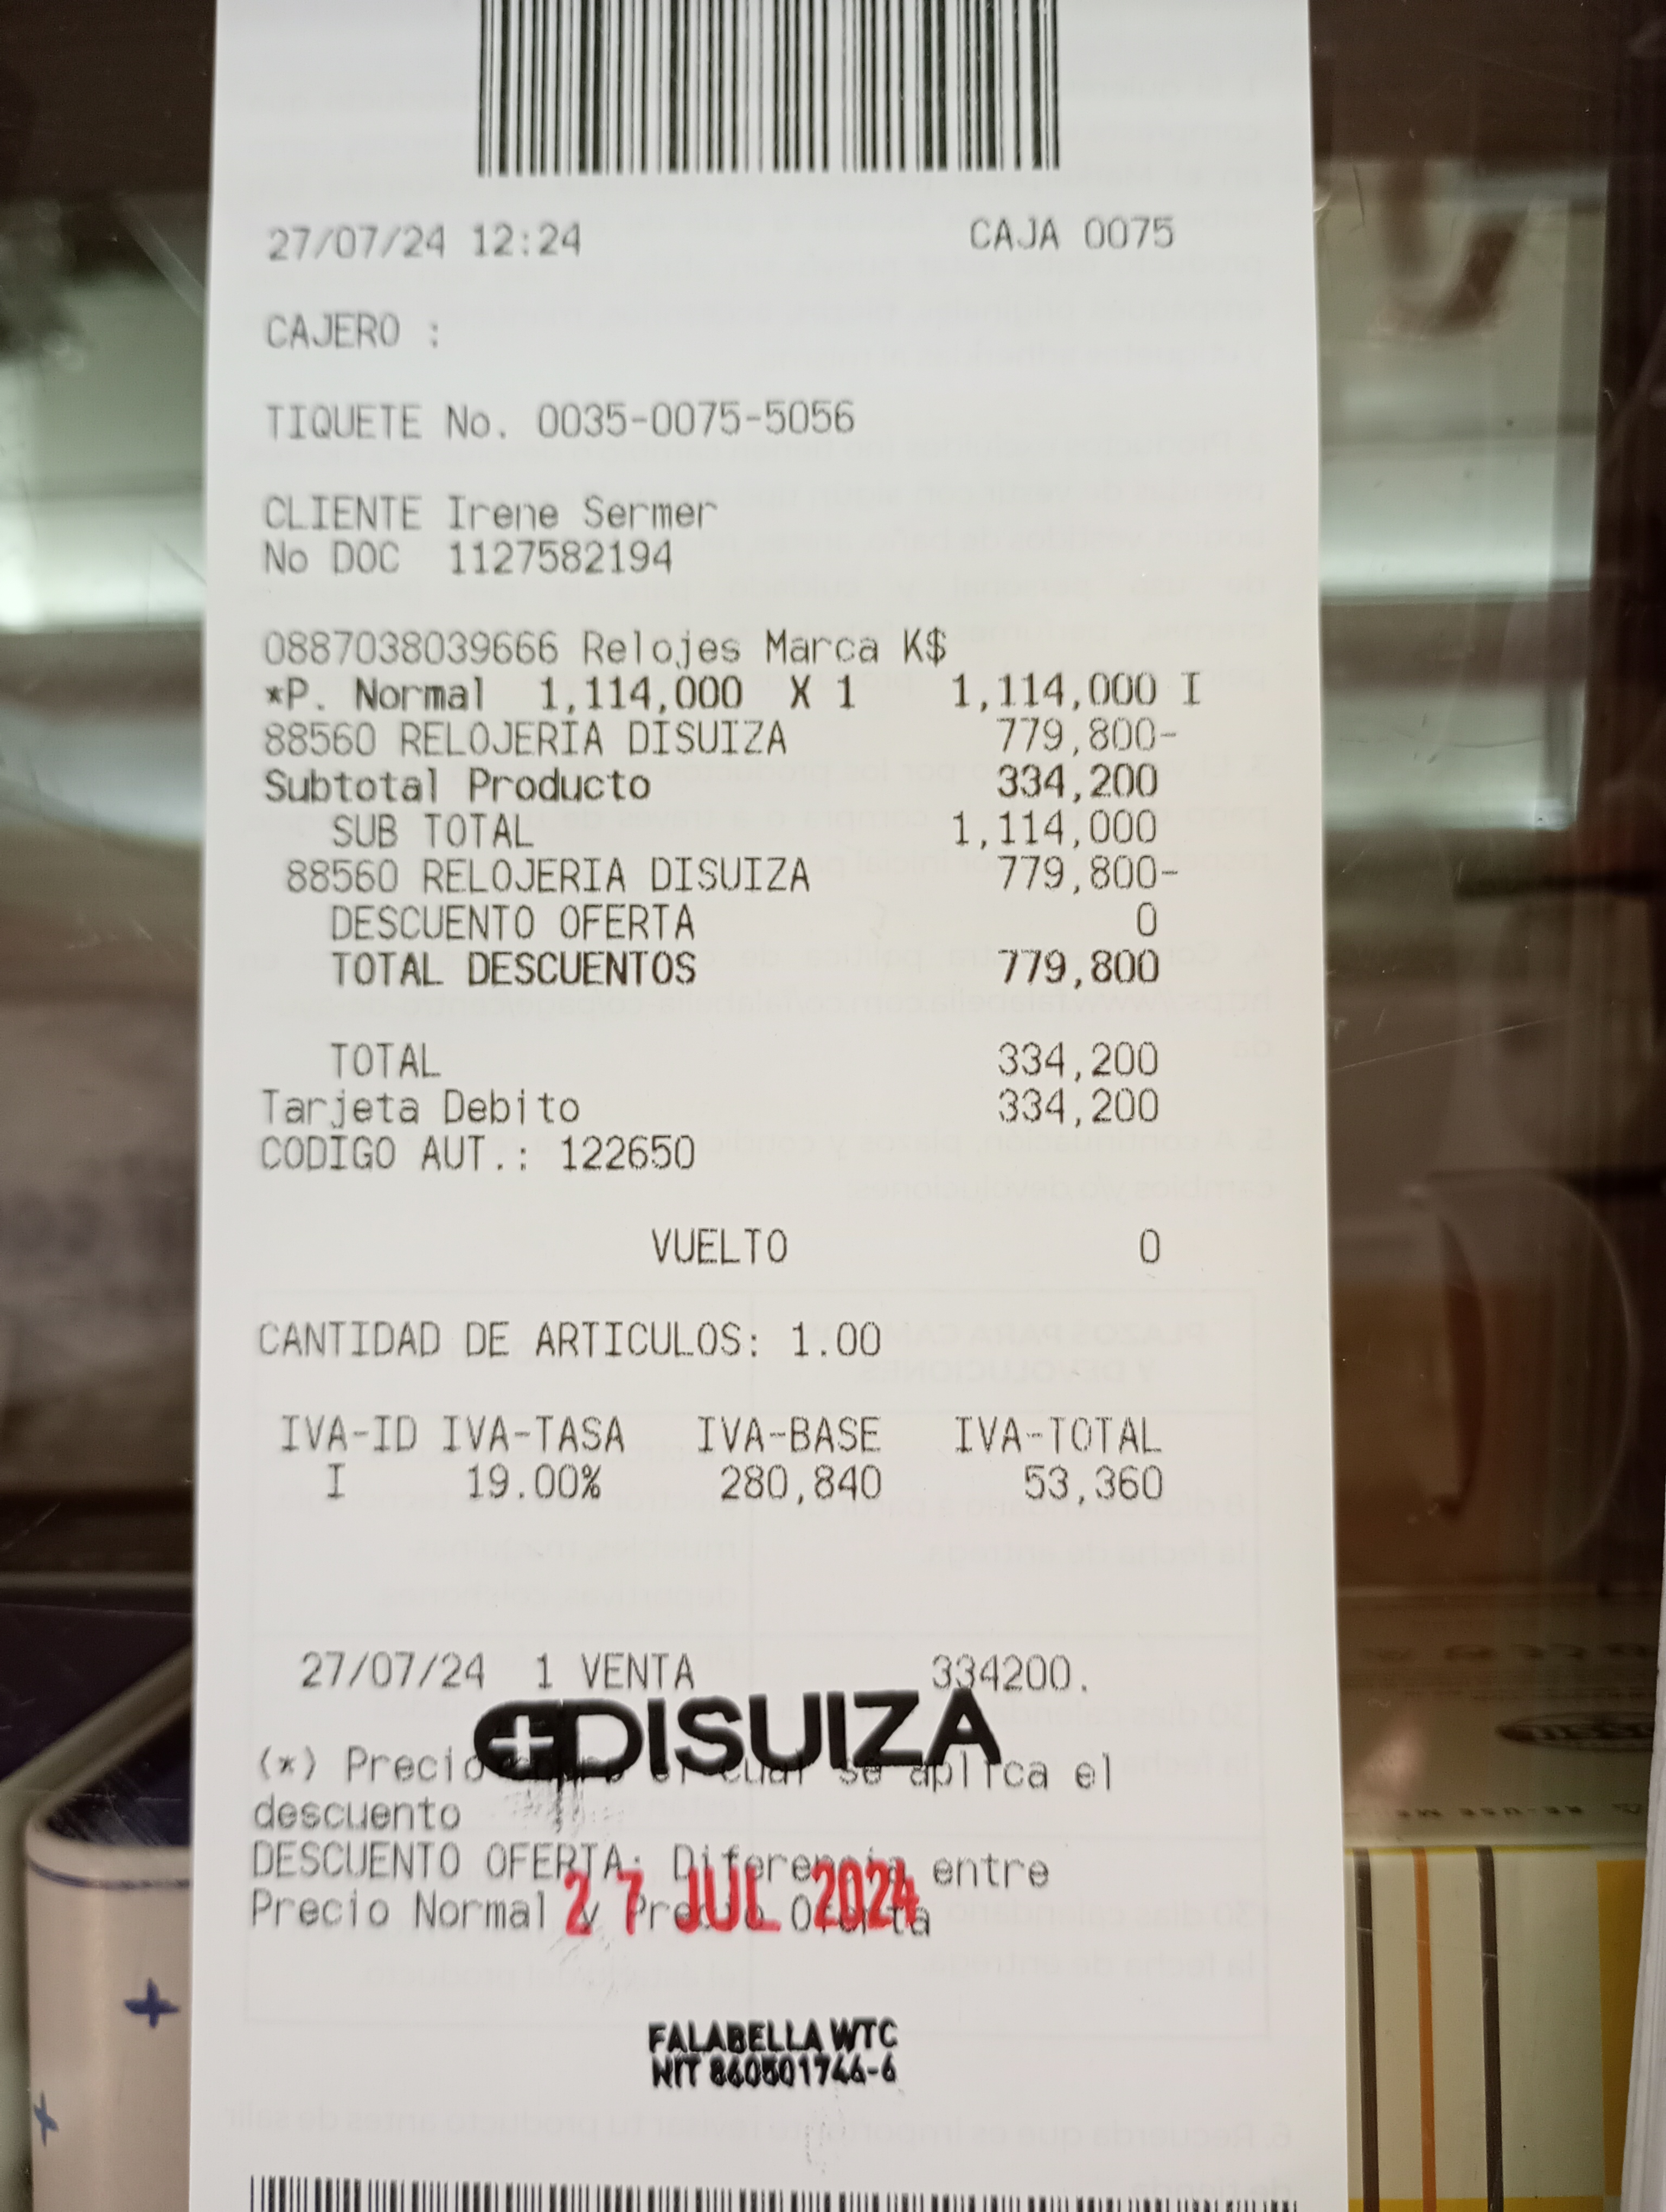 27/07/24 12:24 CAJA 0075
CAJERO :
TIQUETE No. 0035-0075-5056
CLIENTE Irene Sermer
No DOC 1127582194
0887038039666 Relojes Marca K$
*P. Normal 1,114,000 X 1 1,114,000 I
88560 RELOJERIA DISUIZA 779,800-
Subtotal Producto 334,200
SUB TOTAL 1,114,000
88560 RELOJERIA DISUIZA 779,800-
DESCUENTO OFERTA 0
TOTAL DESCUENTOS 779,800
TOTAL 334,200
Tarjeta Debito 334,200
CODIGO AUT.: 122650
VUELTO 0
CANTIDAD DE ARTICULOS: 1.00
IVA-ID IVA-TASA IVA-BASE IVA-TOTAL
I 19.00% 280,840 53,360
27/07/24 1 VENTA 334200.
DISUIZA
(*) Precio el cual se aplica el
descuento
DESCUENTO OFERTA: Diferencia entre
Precio Normal y Precio Oferta
27 JUL 2024
FALABELLA WTC
NIT 860501746-6